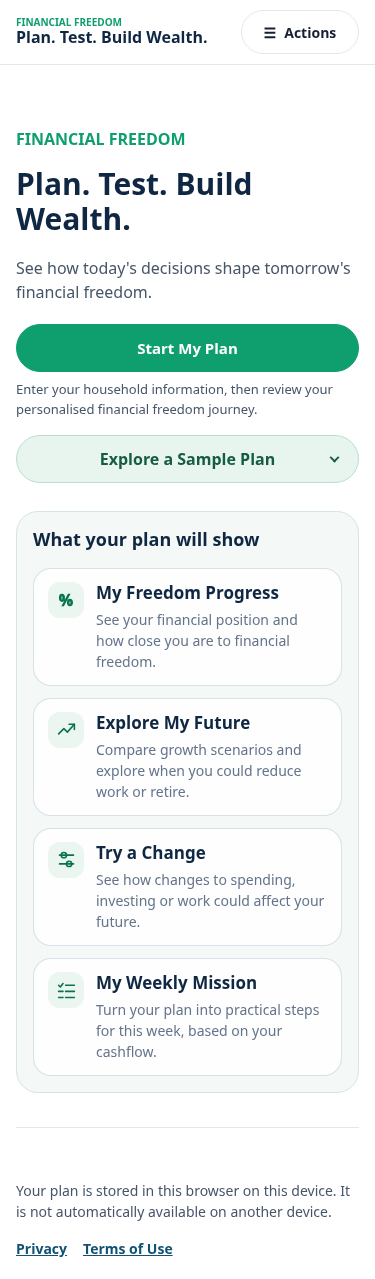 FINANCIAL FREEDOM
Plan. Test. Build Wealth.
☰ Actions
FINANCIAL FREEDOM
Plan. Test. Build
Wealth.
See how today's decisions shape tomorrow's
financial freedom.
Start My Plan
Enter your household information, then review your
personalised financial freedom journey.
Explore a Sample Plan
What your plan will show
%
My Freedom Progress
See your financial position and
how close you are to financial
freedom.
Explore My Future
Compare growth scenarios and
explore when you could reduce
work or retire.
Try a Change
See how changes to spending,
investing or work could affect your
future.
My Weekly Mission
Turn your plan into practical steps
for this week, based on your
cashflow.
Your plan is stored in this browser on this device. It
is not automatically available on another device.
Privacy Terms of Use